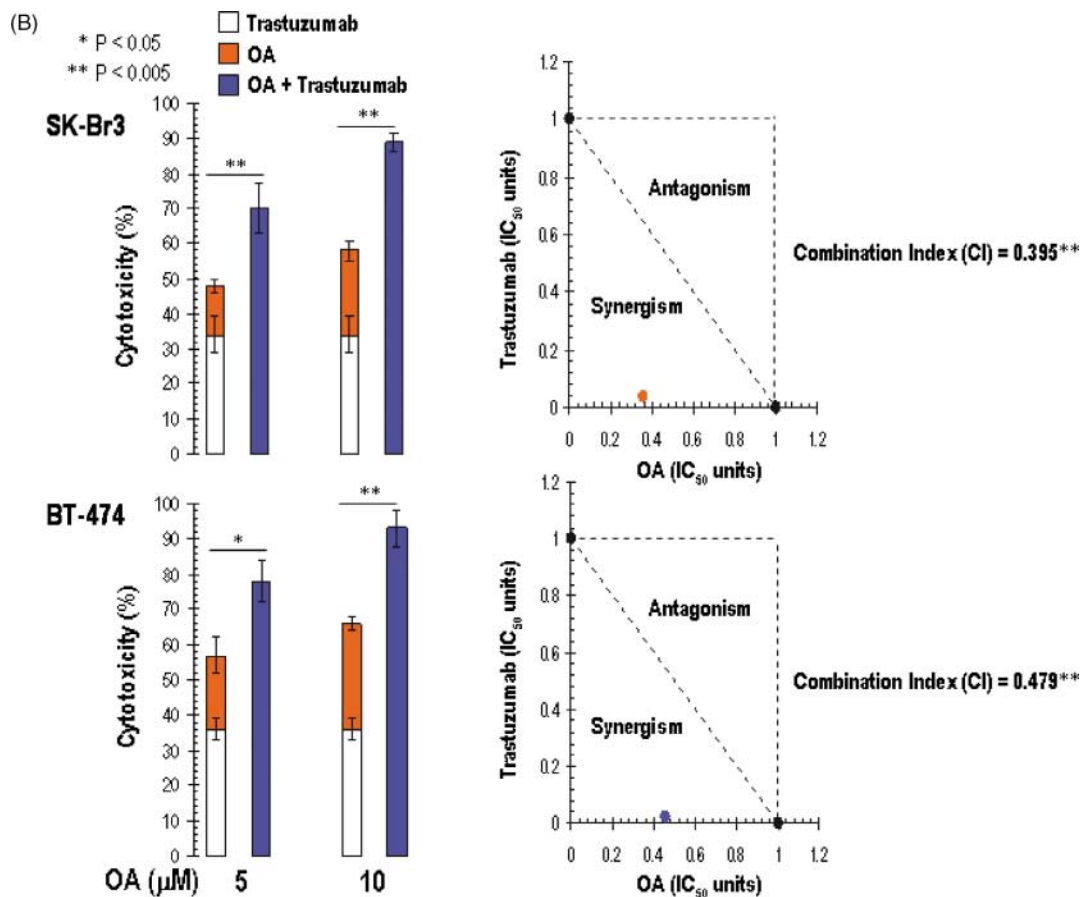 (B)
* P < 0.05
** P < 0.005
Trastuzumab
OA
OA + Trastuzumab
SK-Br3
Cytotoxicity (%)
100
90
80
70
60
50
40
30
20
10
0
**
**
Trastuzumab (IC50 units)
1.2
1
0.8
0.6
0.4
0.2
0
Antagonism
Synergism
0 0.2 0.4 0.6 0.8 1 1.2
OA (IC50 units)
Combination Index (CI) = 0.395**
BT-474
Cytotoxicity (%)
100
90
80
70
60
50
40
30
20
10
0
*
**
OA (µM) 5 10
Trastuzumab (IC50 units)
1.2
1
0.8
0.6
0.4
0.2
0
Antagonism
Synergism
0 0.2 0.4 0.6 0.8 1 1.2
OA (IC50 units)
Combination Index (CI) = 0.479**